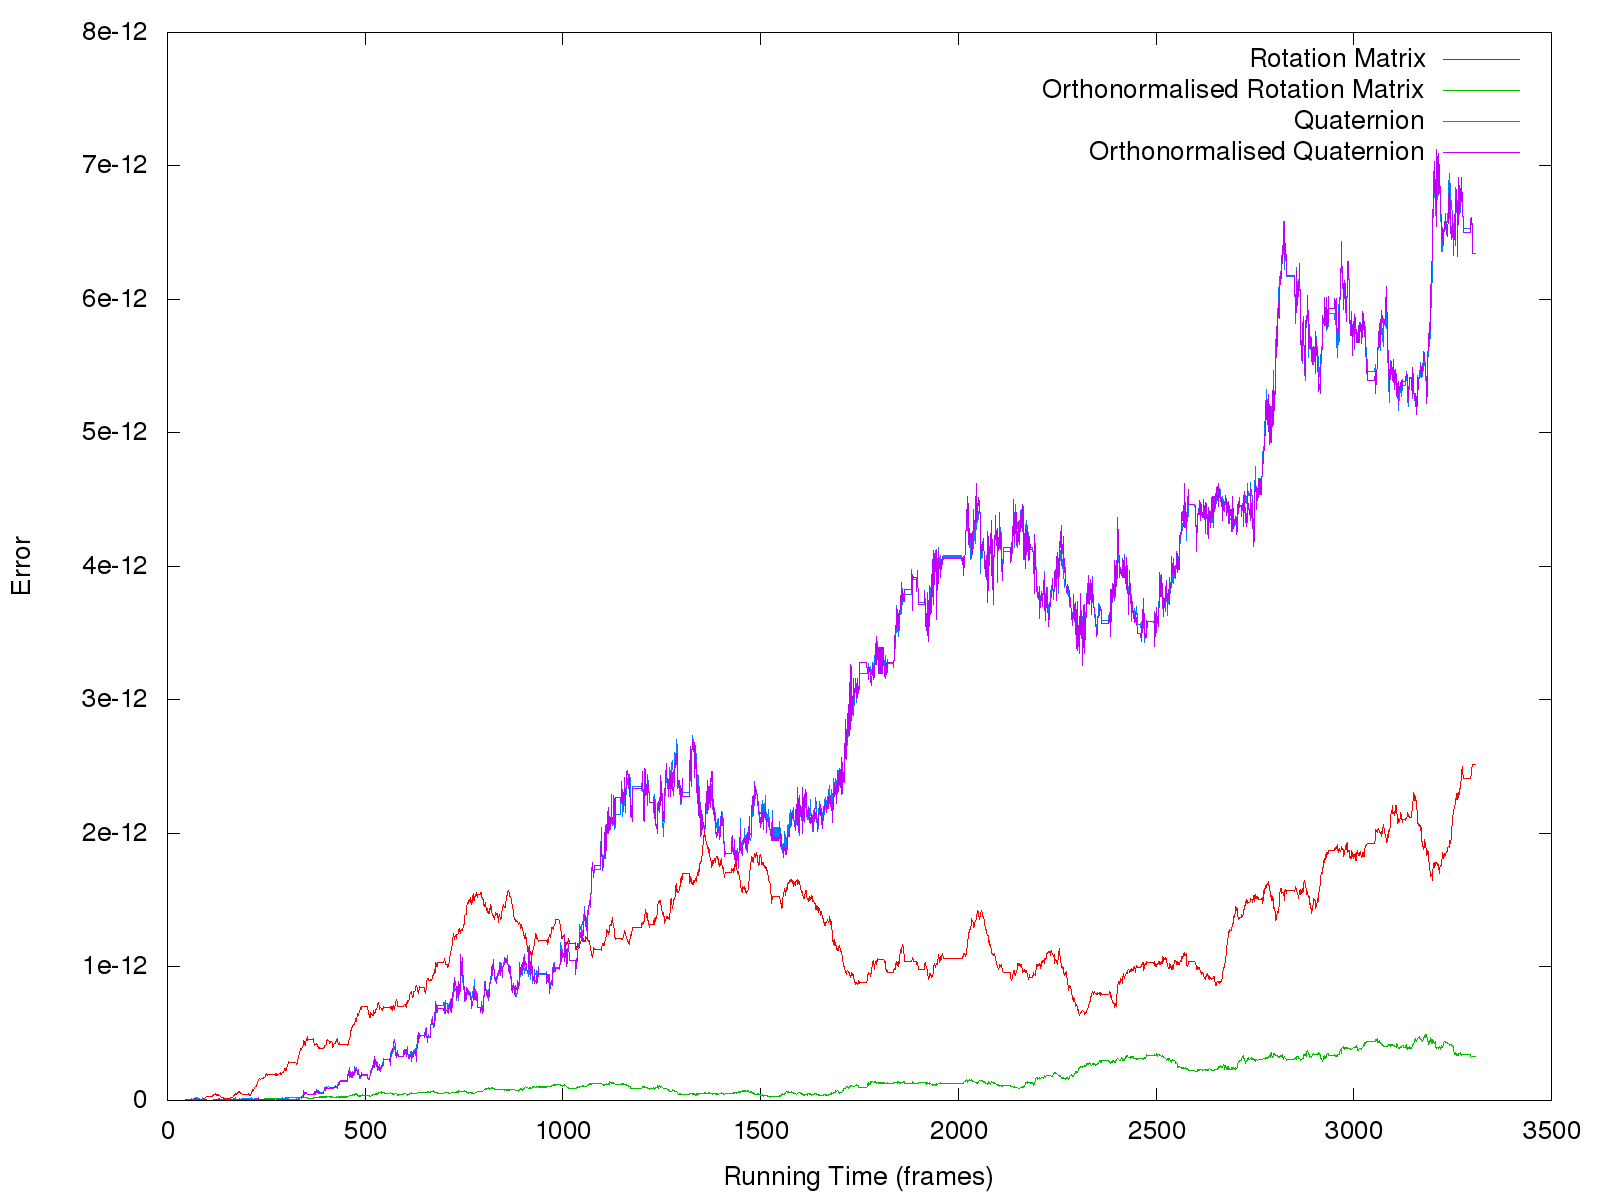 8e-12
7e-12
6e-12
5e-12
4e-12
3e-12
2e-12
1e-12
0
Error
Rotation Matrix
Orthonormalised Rotation Matrix
Quaternion
Orthonormalised Quaternion
0 500 1000 1500 2000 2500 3000 3500
Running Time (frames)